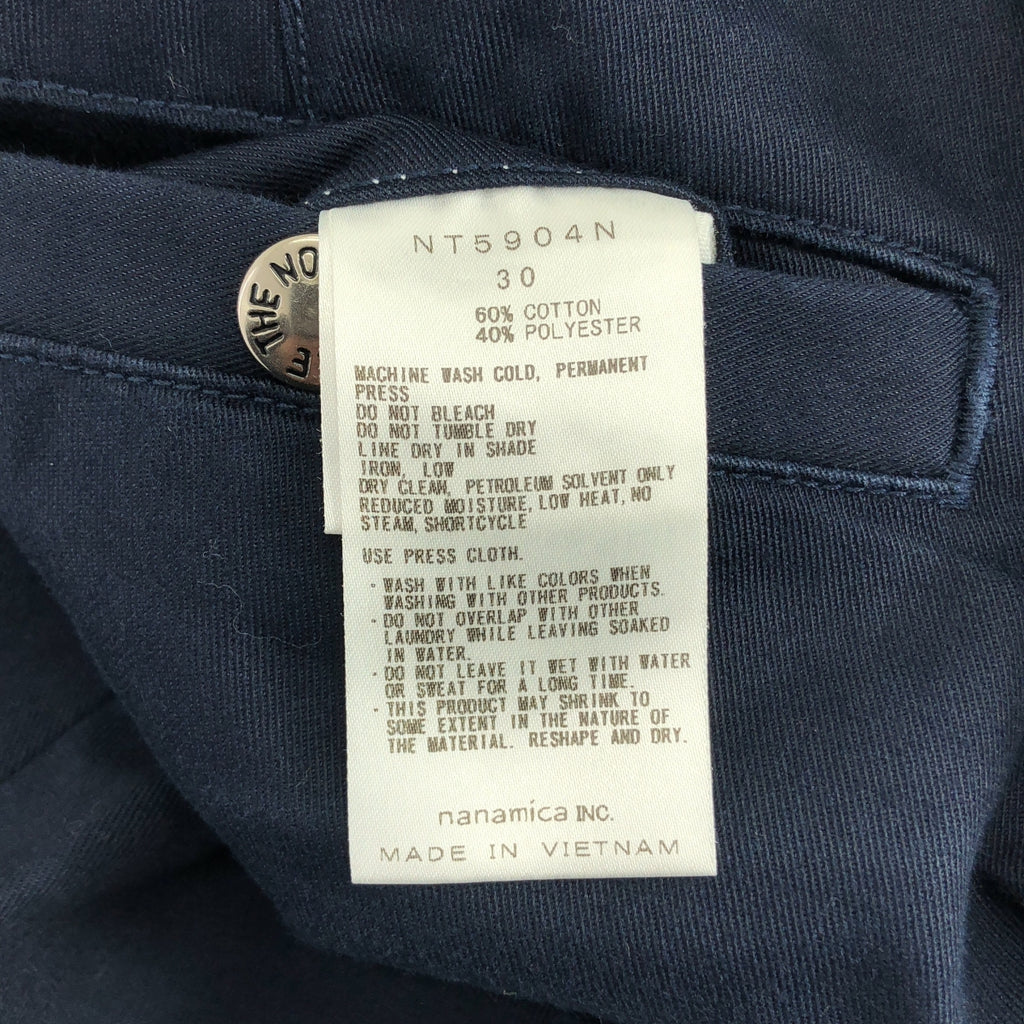 NT5904N
30
60% COTTON
40% POLYESTER
MACHINE WASH COLD, PERMANENT
PRESS
DO NOT BLEACH
DO NOT TUMBLE DRY
LINE DRY IN SHADE
IRON, LOW
DRY CLEAN, PETROLEUM SOLVENT ONLY
REDUCED MOISTURE, LOW HEAT, NO
STEAM, SHORTCYCLE
USE PRESS CLOTH.
· WASH WITH LIKE COLORS WHEN
WASHING WITH OTHER PRODUCTS.
· DO NOT OVERLAP WITH OTHER
LAUNDRY WHILE LEAVING SOAKED
IN WATER.
· DO NOT LEAVE IT WET WITH WATER
OR SWEAT FOR A LONG TIME.
· THIS PRODUCT MAY SHRINK TO
SOME EXTENT IN THE NATURE OF
THE MATERIAL. RESHAPE AND DRY.
nanamica INC.
MADE IN VIETNAM
THE NO
E